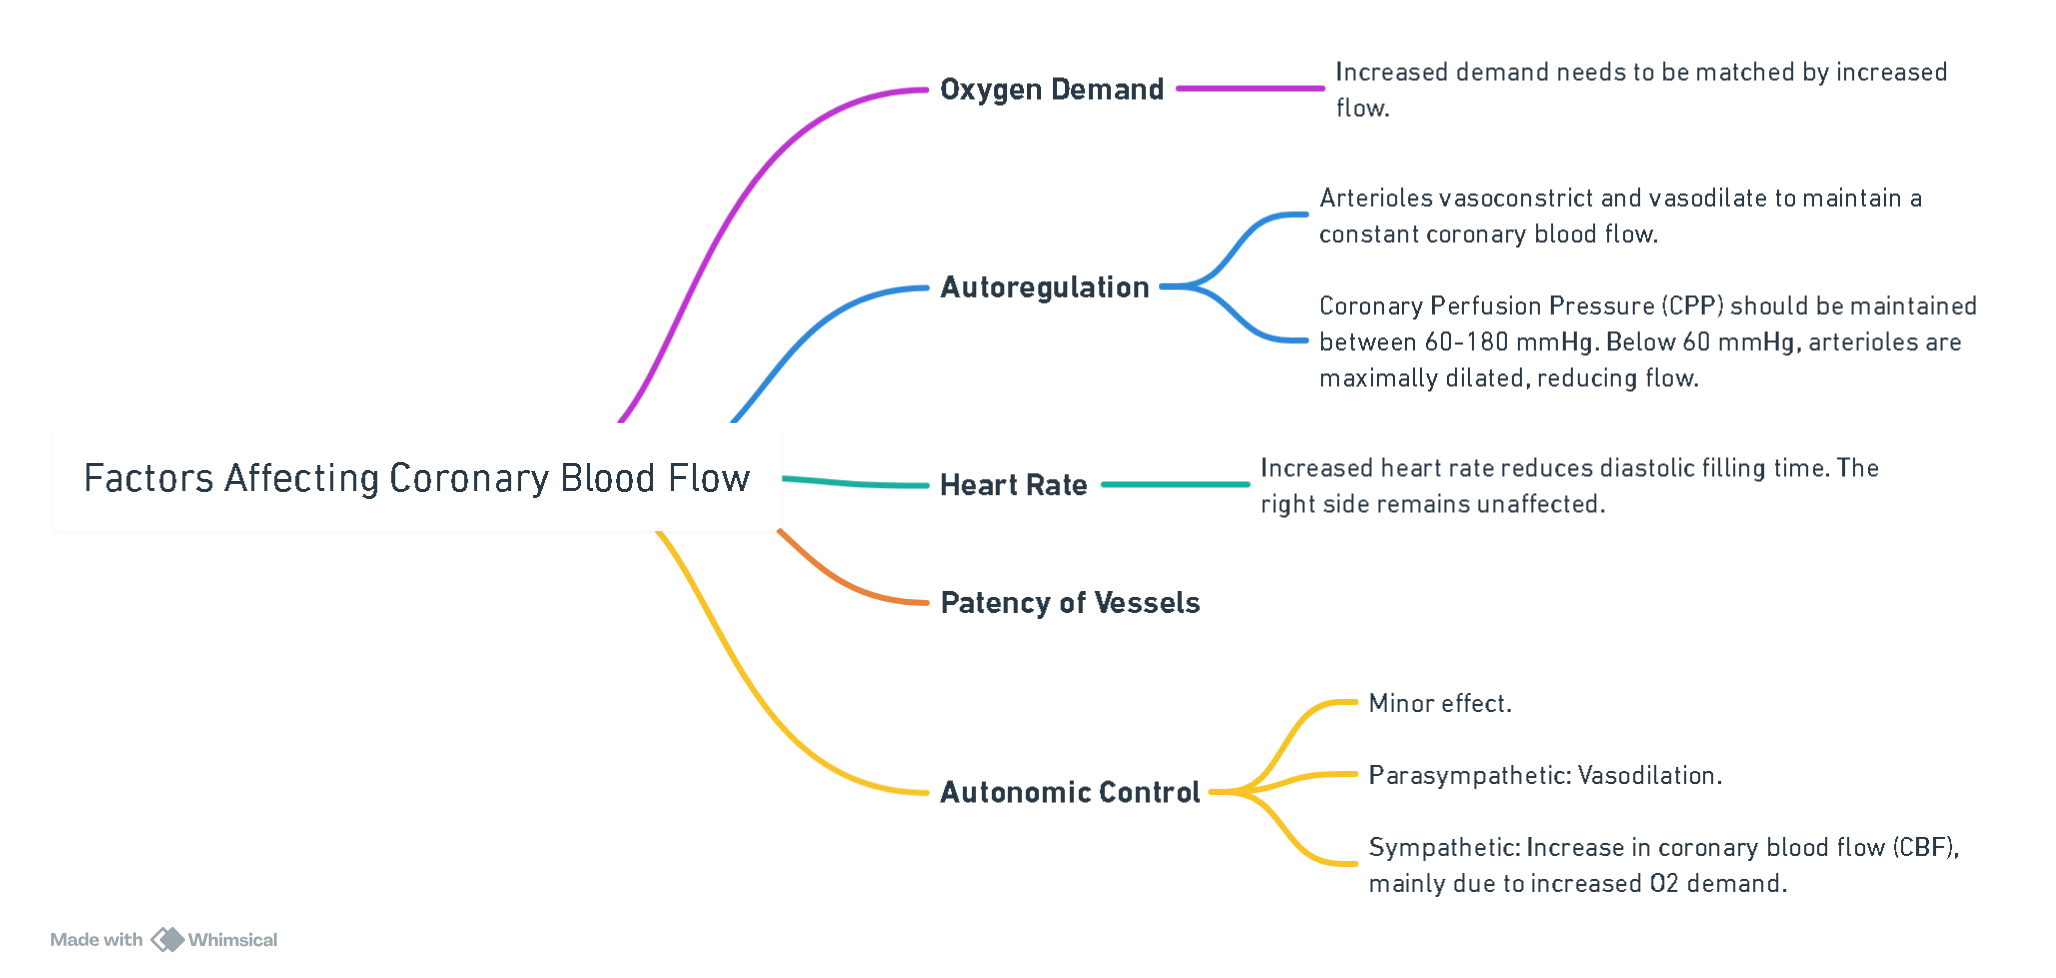 Factors Affecting Coronary Blood Flow
Oxygen Demand
Increased demand needs to be matched by increased
flow.
Autoregulation
Arterioles vasoconstrict and vasodilate to maintain a
constant coronary blood flow.
Coronary Perfusion Pressure (CPP) should be maintained
between 60-180 mmHg. Below 60 mmHg, arterioles are
maximally dilated, reducing flow.
Heart Rate
Increased heart rate reduces diastolic filling time. The
right side remains unaffected.
Patency of Vessels
Autonomic Control
Minor effect.
Parasympathetic: Vasodilation.
Sympathetic: Increase in coronary blood flow (CBF),
mainly due to increased O2 demand.
Made with Whimsical